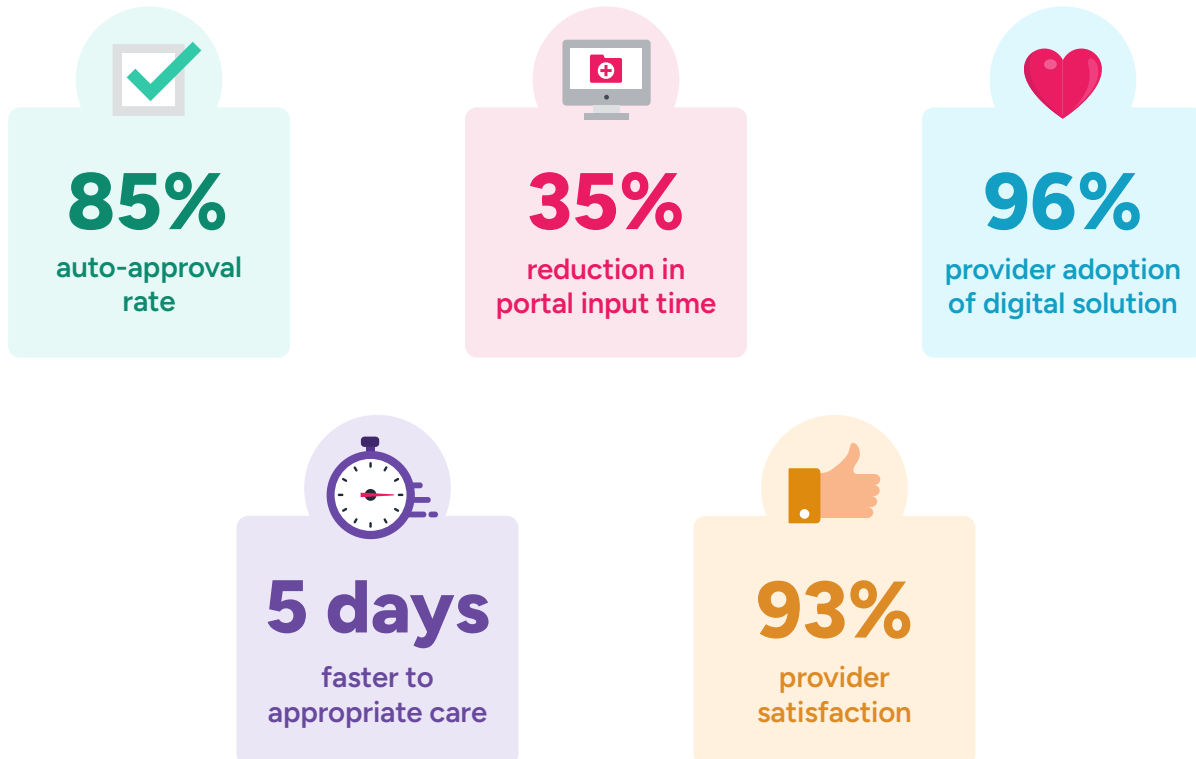 85%
auto-approval
rate
35%
reduction in
portal input time
96%
provider adoption
of digital solution
5 days
faster to
appropriate care
93%
provider
satisfaction